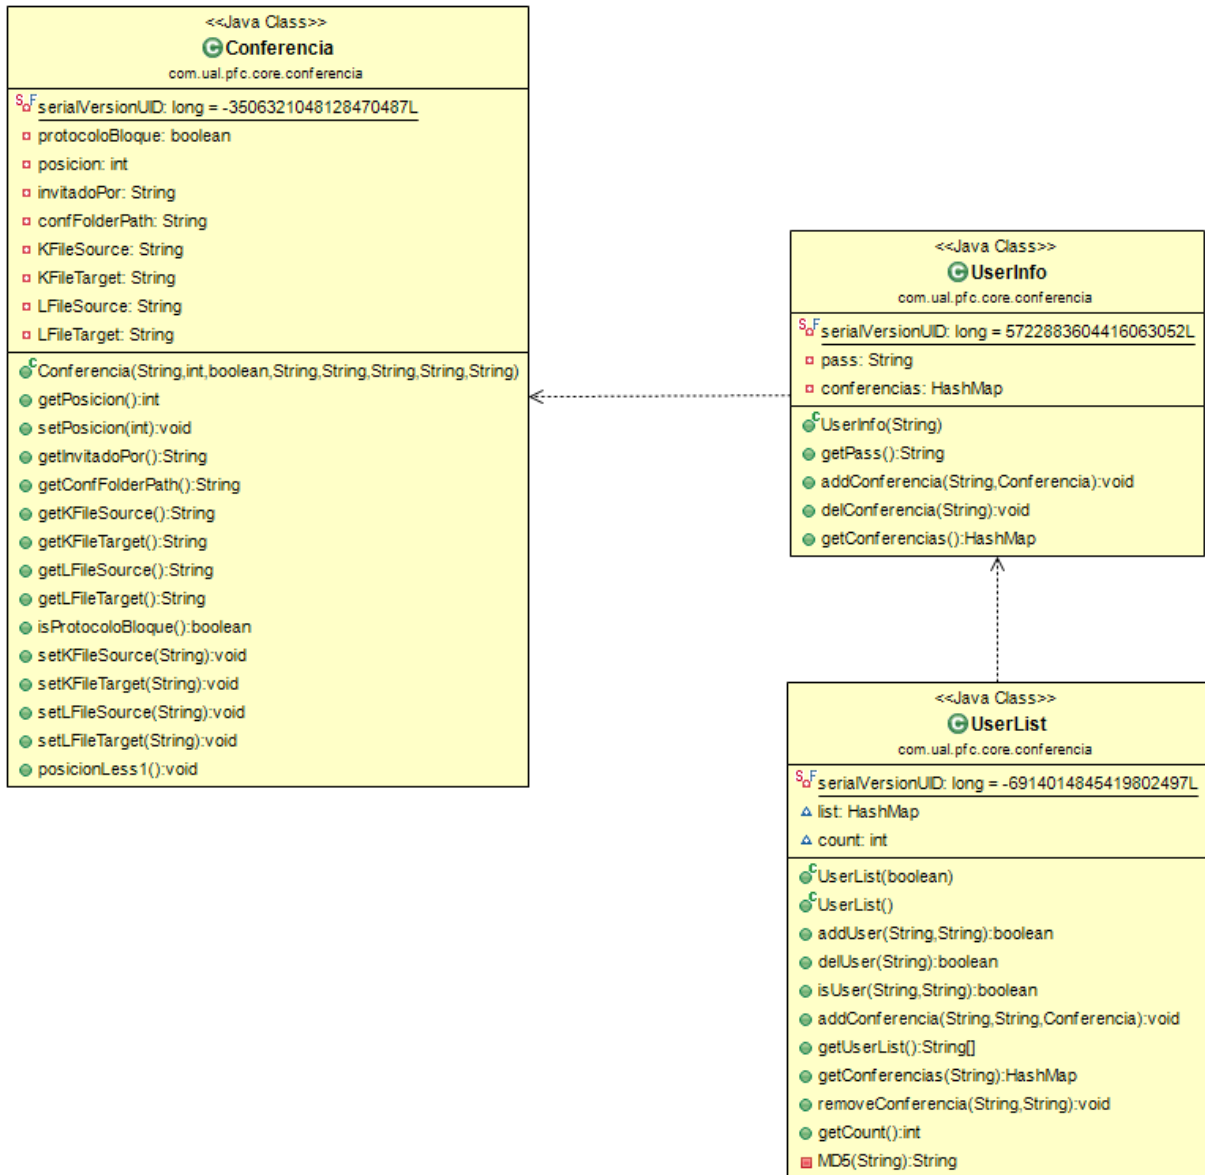 <<Java Class>>
Conferencia
com.ual.pfc.core.conferencia
serialVersionUID: long = -3506321048128470487L
protocoloBloque: boolean
posicion: int
invitadoPor: String
confFolderPath: String
KFileSource: String
KFileTarget: String
LFileSource: String
LFileTarget: String
Conferencia(String,int,boolean,String,String,String,String,String)
getPosicion():int
setPosicion(int):void
getInvitadoPor():String
getConfFolderPath():String
getKFileSource():String
getKFileTarget():String
getLFileSource():String
getLFileTarget():String
isProtocoloBloque():boolean
setKFileSource(String):void
setKFileTarget(String):void
setLFileSource(String):void
setLFileTarget(String):void
posicionLess1():void
<<Java Class>>
UserInfo
com.ual.pfc.core.conferencia
serialVersionUID: long = 5722883604416063052L
pass: String
conferencias: HashMap
UserInfo(String)
getPass():String
addConferencia(String,Conferencia):void
delConferencia(String):void
getConferencias():HashMap
<<Java Class>>
UserList
com.ual.pfc.core.conferencia
serialVersionUID: long = -6914014845419802497L
list: HashMap
count: int
UserList(boolean)
UserList()
addUser(String,String):boolean
delUser(String):boolean
isUser(String,String):boolean
addConferencia(String,String,Conferencia):void
getUserList():String[]
getConferencias(String):HashMap
removeConferencia(String,String):void
getCount():int
MD5(String):String